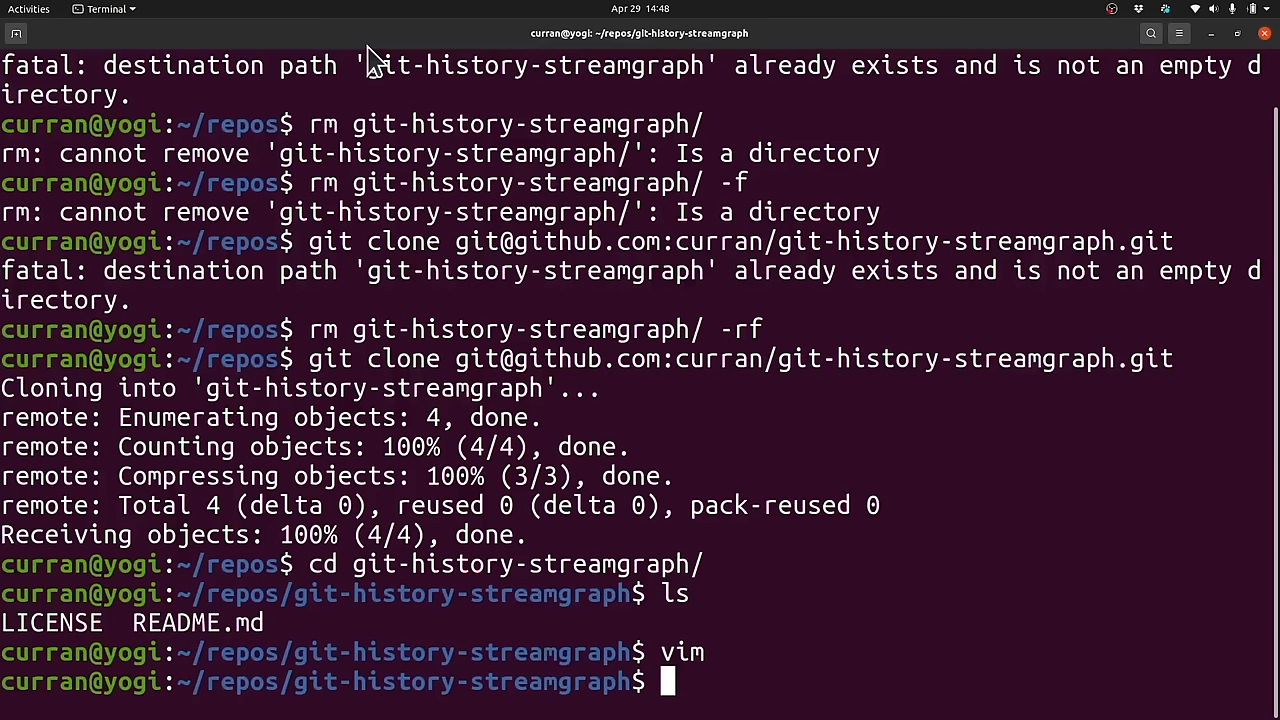 Activities
Terminal
Apr 29 14:48
curran@yogi: ~/repos/git-history-streamgraph
fatal: destination path 'git-history-streamgraph' already exists and is not an empty d
irectory.
curran@yogi:~/repos$ rm git-history-streamgraph/
rm: cannot remove 'git-history-streamgraph/': Is a directory
curran@yogi:~/repos$ rm git-history-streamgraph/ -f
rm: cannot remove 'git-history-streamgraph/': Is a directory
curran@yogi:~/repos$ git clone git@github.com:curran/git-history-streamgraph.git
fatal: destination path 'git-history-streamgraph' already exists and is not an empty d
irectory.
curran@yogi:~/repos$ rm git-history-streamgraph/ -rf
curran@yogi:~/repos$ git clone git@github.com:curran/git-history-streamgraph.git
Cloning into 'git-history-streamgraph'...
remote: Enumerating objects: 4, done.
remote: Counting objects: 100% (4/4), done.
remote: Compressing objects: 100% (3/3), done.
remote: Total 4 (delta 0), reused 0 (delta 0), pack-reused 0
Receiving objects: 100% (4/4), done.
curran@yogi:~/repos$ cd git-history-streamgraph/
curran@yogi:~/repos/git-history-streamgraph$ ls
LICENSE  README.md
curran@yogi:~/repos/git-history-streamgraph$ vim
curran@yogi:~/repos/git-history-streamgraph$